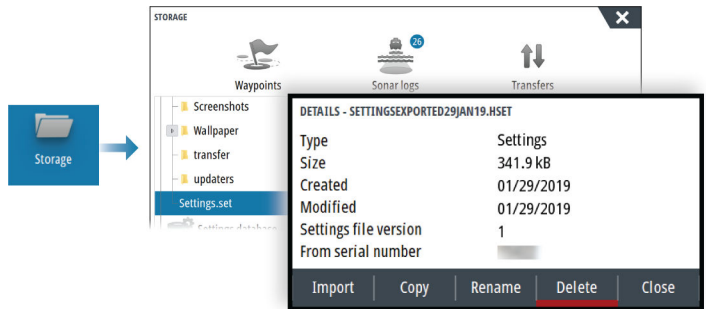 STORAGE
26
Waypoints
Sonar logs
Transfers
Storage
Screenshots
Wallpaper
transfer
updaters
Settings.set
Settings database
DETAILS - SETTINGSEXPORTED29JAN19.HSET
Type Settings
Size 341.9 kB
Created 01/29/2019
Modified 01/29/2019
Settings file version 1
From serial number
Import Copy Rename Delete Close